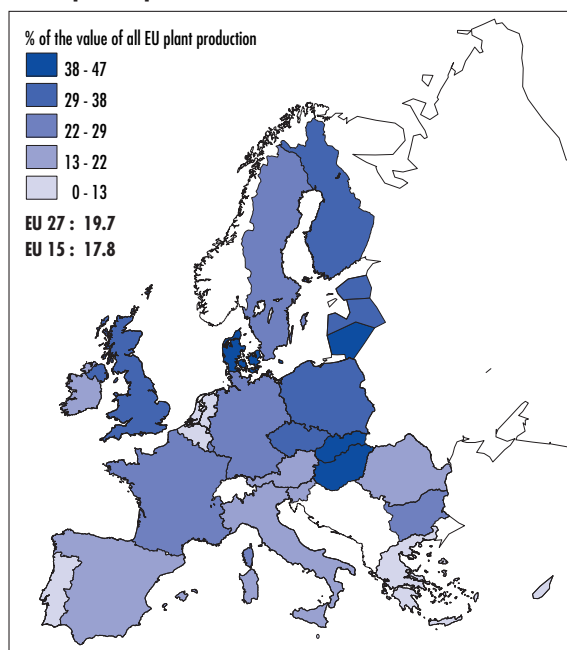 % of the value of all EU plant production
38 - 47
29 - 38
22 - 29
13 - 22
0 - 13
EU 27 : 19.7
EU 15 : 17.8